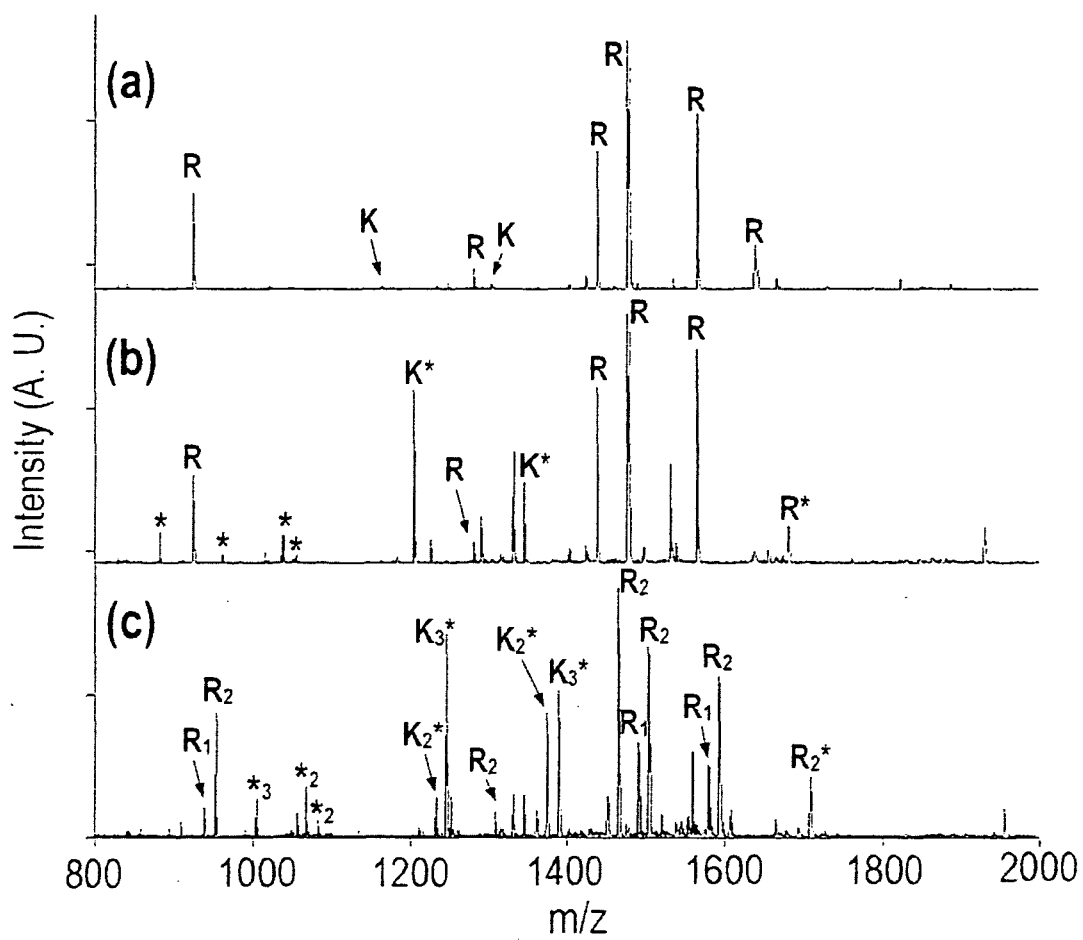 (a)
R
K
R
K
R
R
R
R
(b)
*
R
*
*
*
K*
R
K*
R
R
R
R*
(c)
R₁
R₂
*₃
*₂
*₂
K₂*
K₃*
R₂
K₂*
K₃*
R₂
R₁
R₂
R₁
R₂
R₂*
Intensity (A. U.)
800 1000 1200 1400 1600 1800 2000
m/z